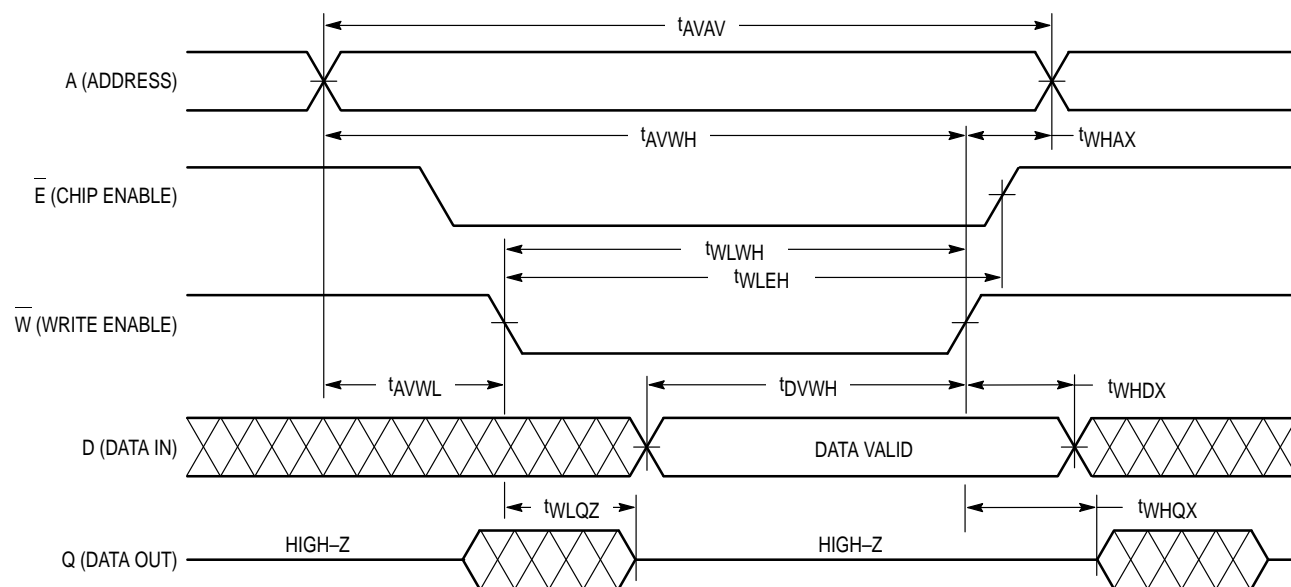 tAVAV
A (ADDRESS)
tAVWH
tWHAX
E (CHIP ENABLE)
tWLWH
tWLEH
W (WRITE ENABLE)
tAVWL
tDVWH
tWHDX
D (DATA IN)
DATA VALID
tWLQZ
tWHQX
Q (DATA OUT)
HIGH–Z
HIGH–Z